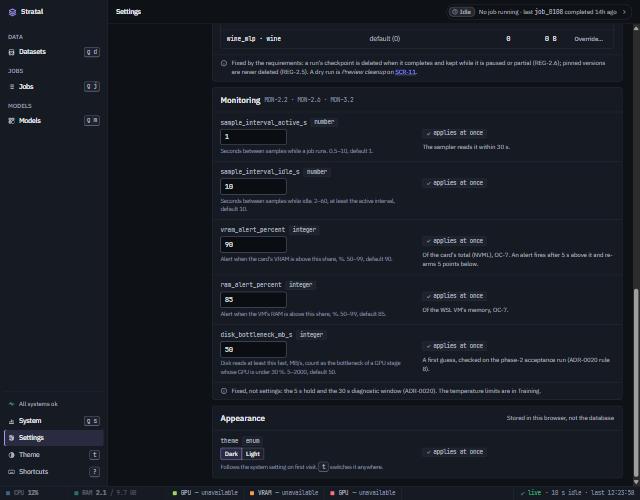 Stratal
Settings
Idle
No job running · last job_0108 completed 14h ago
DATA
Datasets
g d
JOBS
Jobs
g j
MODELS
Models
g m
wine_mlp · wine
default (0)
0
0 B
Override…
Fixed by the requirements: a run's checkpoint is deleted when it completes and kept while it is paused or partial (REG-2.6); pinned versions
are never deleted (REG-2.5). A dry run is Preview cleanup on SCR-11.
Monitoring MON-2.2 · MON-2.6 · MON-3.2
sample_interval_active_s number
1
Seconds between samples while a job runs. 0.5–10, default 1.
✓ applies at once
The sampler reads it within 30 s.
sample_interval_idle_s number
10
Seconds between samples while idle. 2–60, at least the active interval,
default 10.
✓ applies at once
vram_alert_percent integer
90
Alert when the card's VRAM is above this share, %. 50–99, default 90.
✓ applies at once
Of the card's total (NVML), OC-7. An alert fires after 5 s above it and re-
arms 5 points below.
ram_alert_percent integer
85
Alert when the VM's RAM is above this share, %. 50–99, default 85.
✓ applies at once
Of the WSL VM's memory, OC-7.
disk_bottleneck_mb_s integer
50
Disk reads at least this fast, MB/s, count as the bottleneck of a GPU stage
whose GPU is under 30 %. 5–2000, default 50.
✓ applies at once
A first guess, checked on the phase-2 acceptance run (ADR-0020 rule
8).
Fixed, not settings: the 5 s hold and the 30 s diagnostic window (ADR-0020). The temperature limits are in Training.
Appearance
Stored in this browser, not the database
theme enum
Dark Light
Follows the system setting on first visit. t switches it anywhere.
✓ applies at once
All systems ok
System
g s
Settings
Theme
t
Shortcuts
?
CPU 12%
RAM 2.1 / 9.7 GB
GPU — unavailable
VRAM — unavailable
GPU — unavailable
✓ live · 10 s idle · last